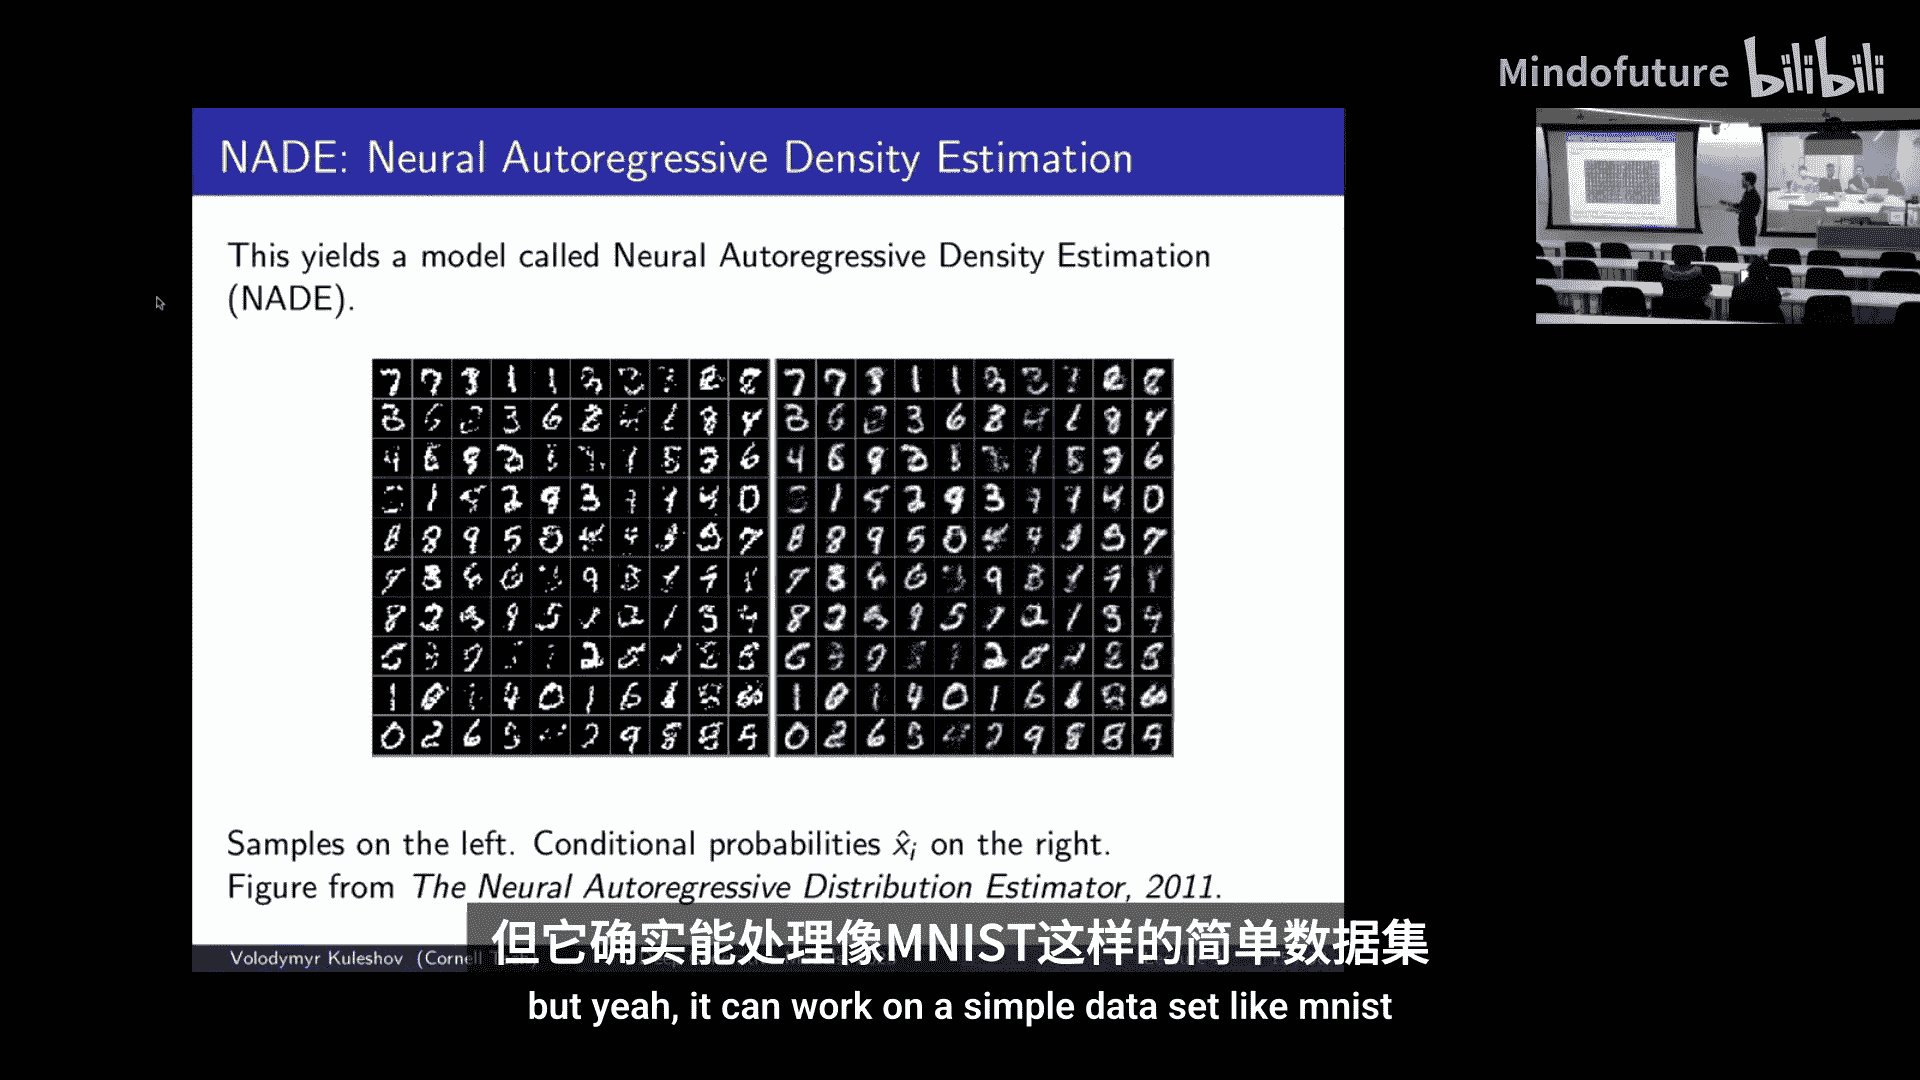 Mindofuture bilibili
NADE: Neural Autoregressive Density Estimation
This yields a model called Neural Autoregressive Density Estimation
(NADE).
Samples on the left. Conditional probabilities x̂ᵢ on the right.
Figure from The Neural Autoregressive Distribution Estimator, 2011.
Volodymyr Kuleshov (Cornell
但它确实能处理像MNIST这样的简单数据集
but yeah, it can work on a simple data set like mnist